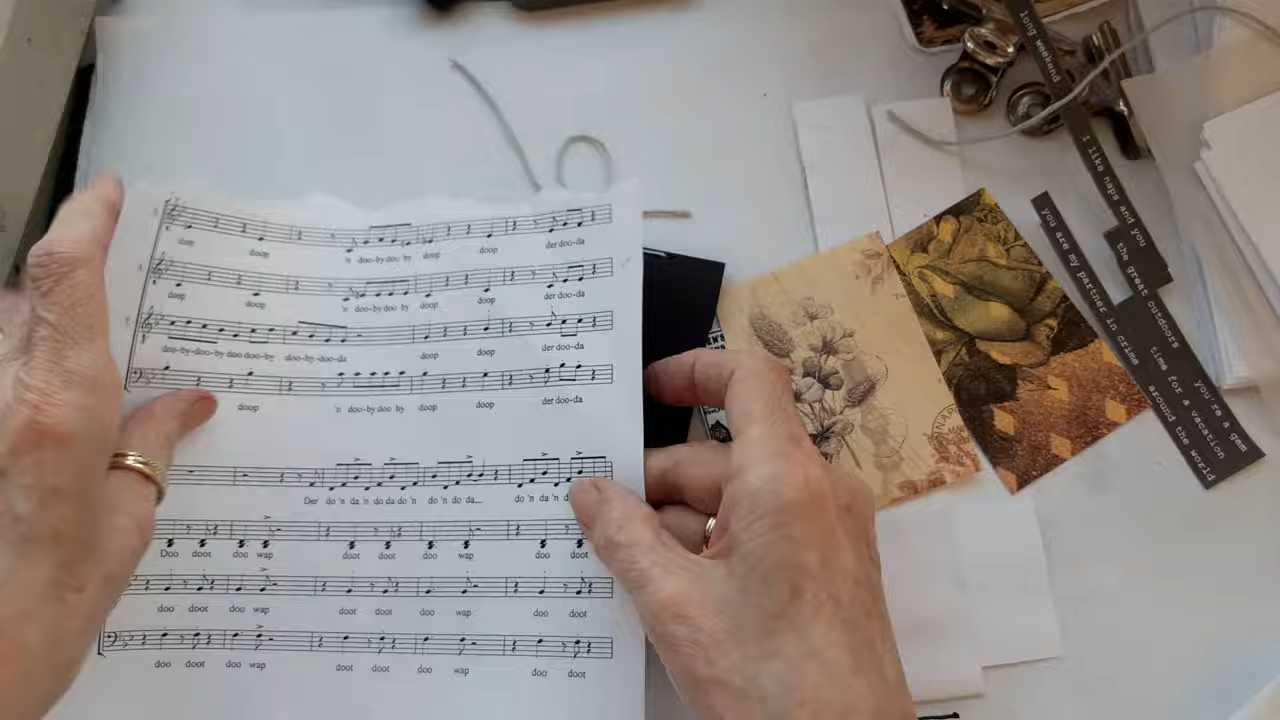 doop doop 'n doo-by doo by doop doop der doo-da
doop doop 'n doo-by doo by doop doop der doo-da
doo-by-doo-by doo doo-by doo-by-doo-da doop doop der doo-da
doop 'n doo-by doo by doop doop der doo-da
Der do 'n da 'n do da do 'n do 'n do da__ do 'n da 'n d
Doo doot doo wap doot doot doo wap doo doot
doo doot doo wap doot doot doo wap doo doot
doo doot doo wap doot doot doo wap doo doot
long weekend
i like naps and you
the great outdoors
you are my partner in crime
time for a vacation
around the world
you're a gem